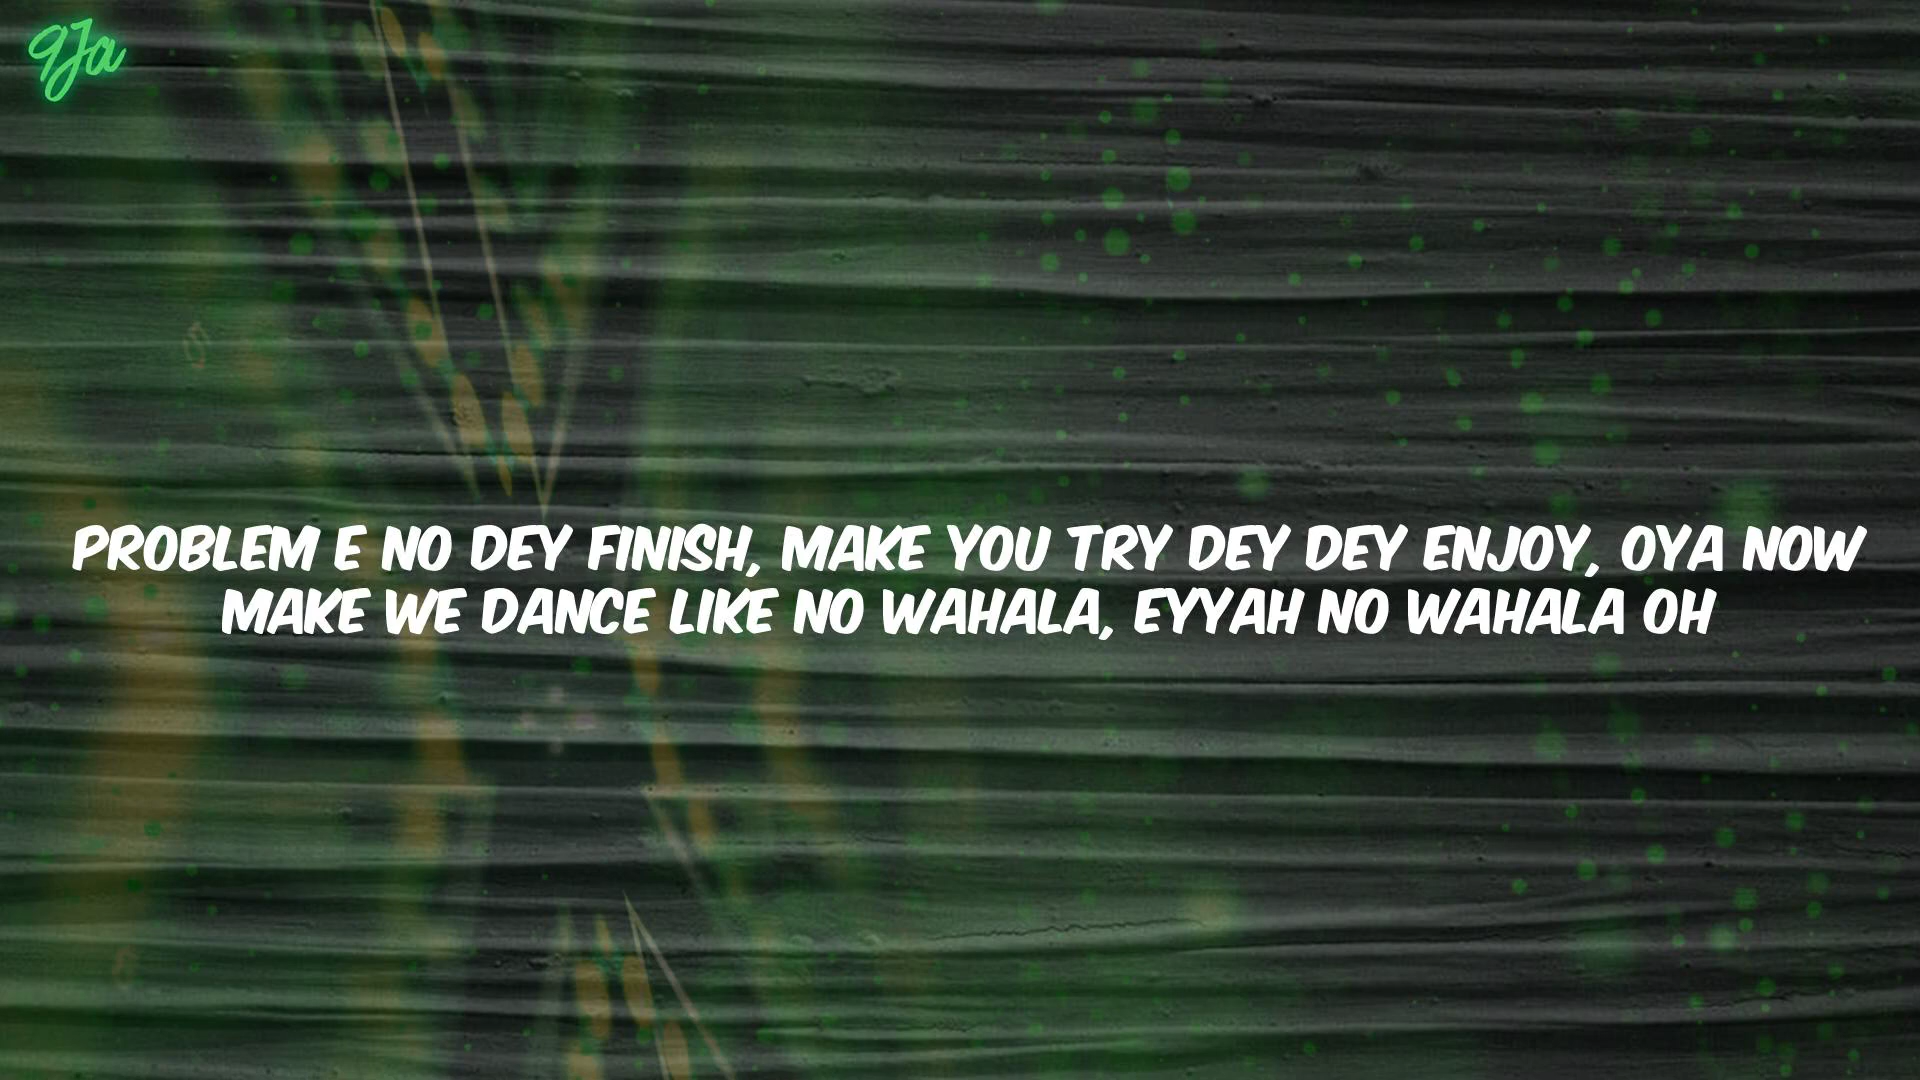 9Ja
PROBLEM E NO DEY FINISH, MAKE YOU TRY DEY DEY ENJOY, OYA NOW
MAKE WE DANCE LIKE NO WAHALA, EYYAH NO WAHALA OH